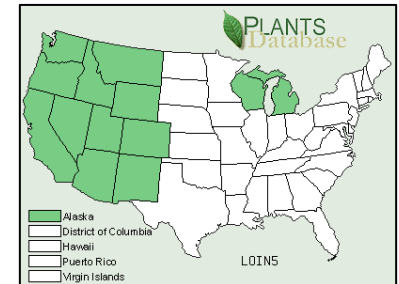 PLANTS
Database
Alaska
District of Columbia
Hawaii
Puerto Rico
Virgin Islands
LOIN5